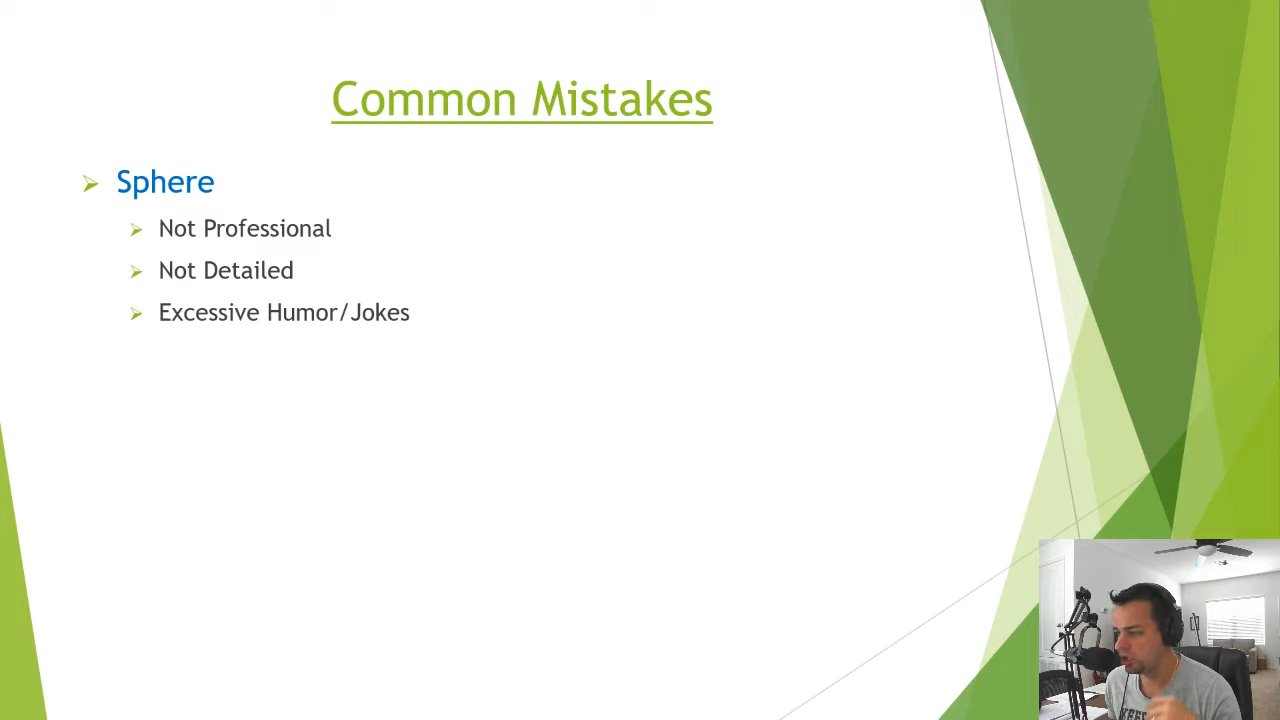 Common Mistakes
Sphere
Not Professional
Not Detailed
Excessive Humor/Jokes